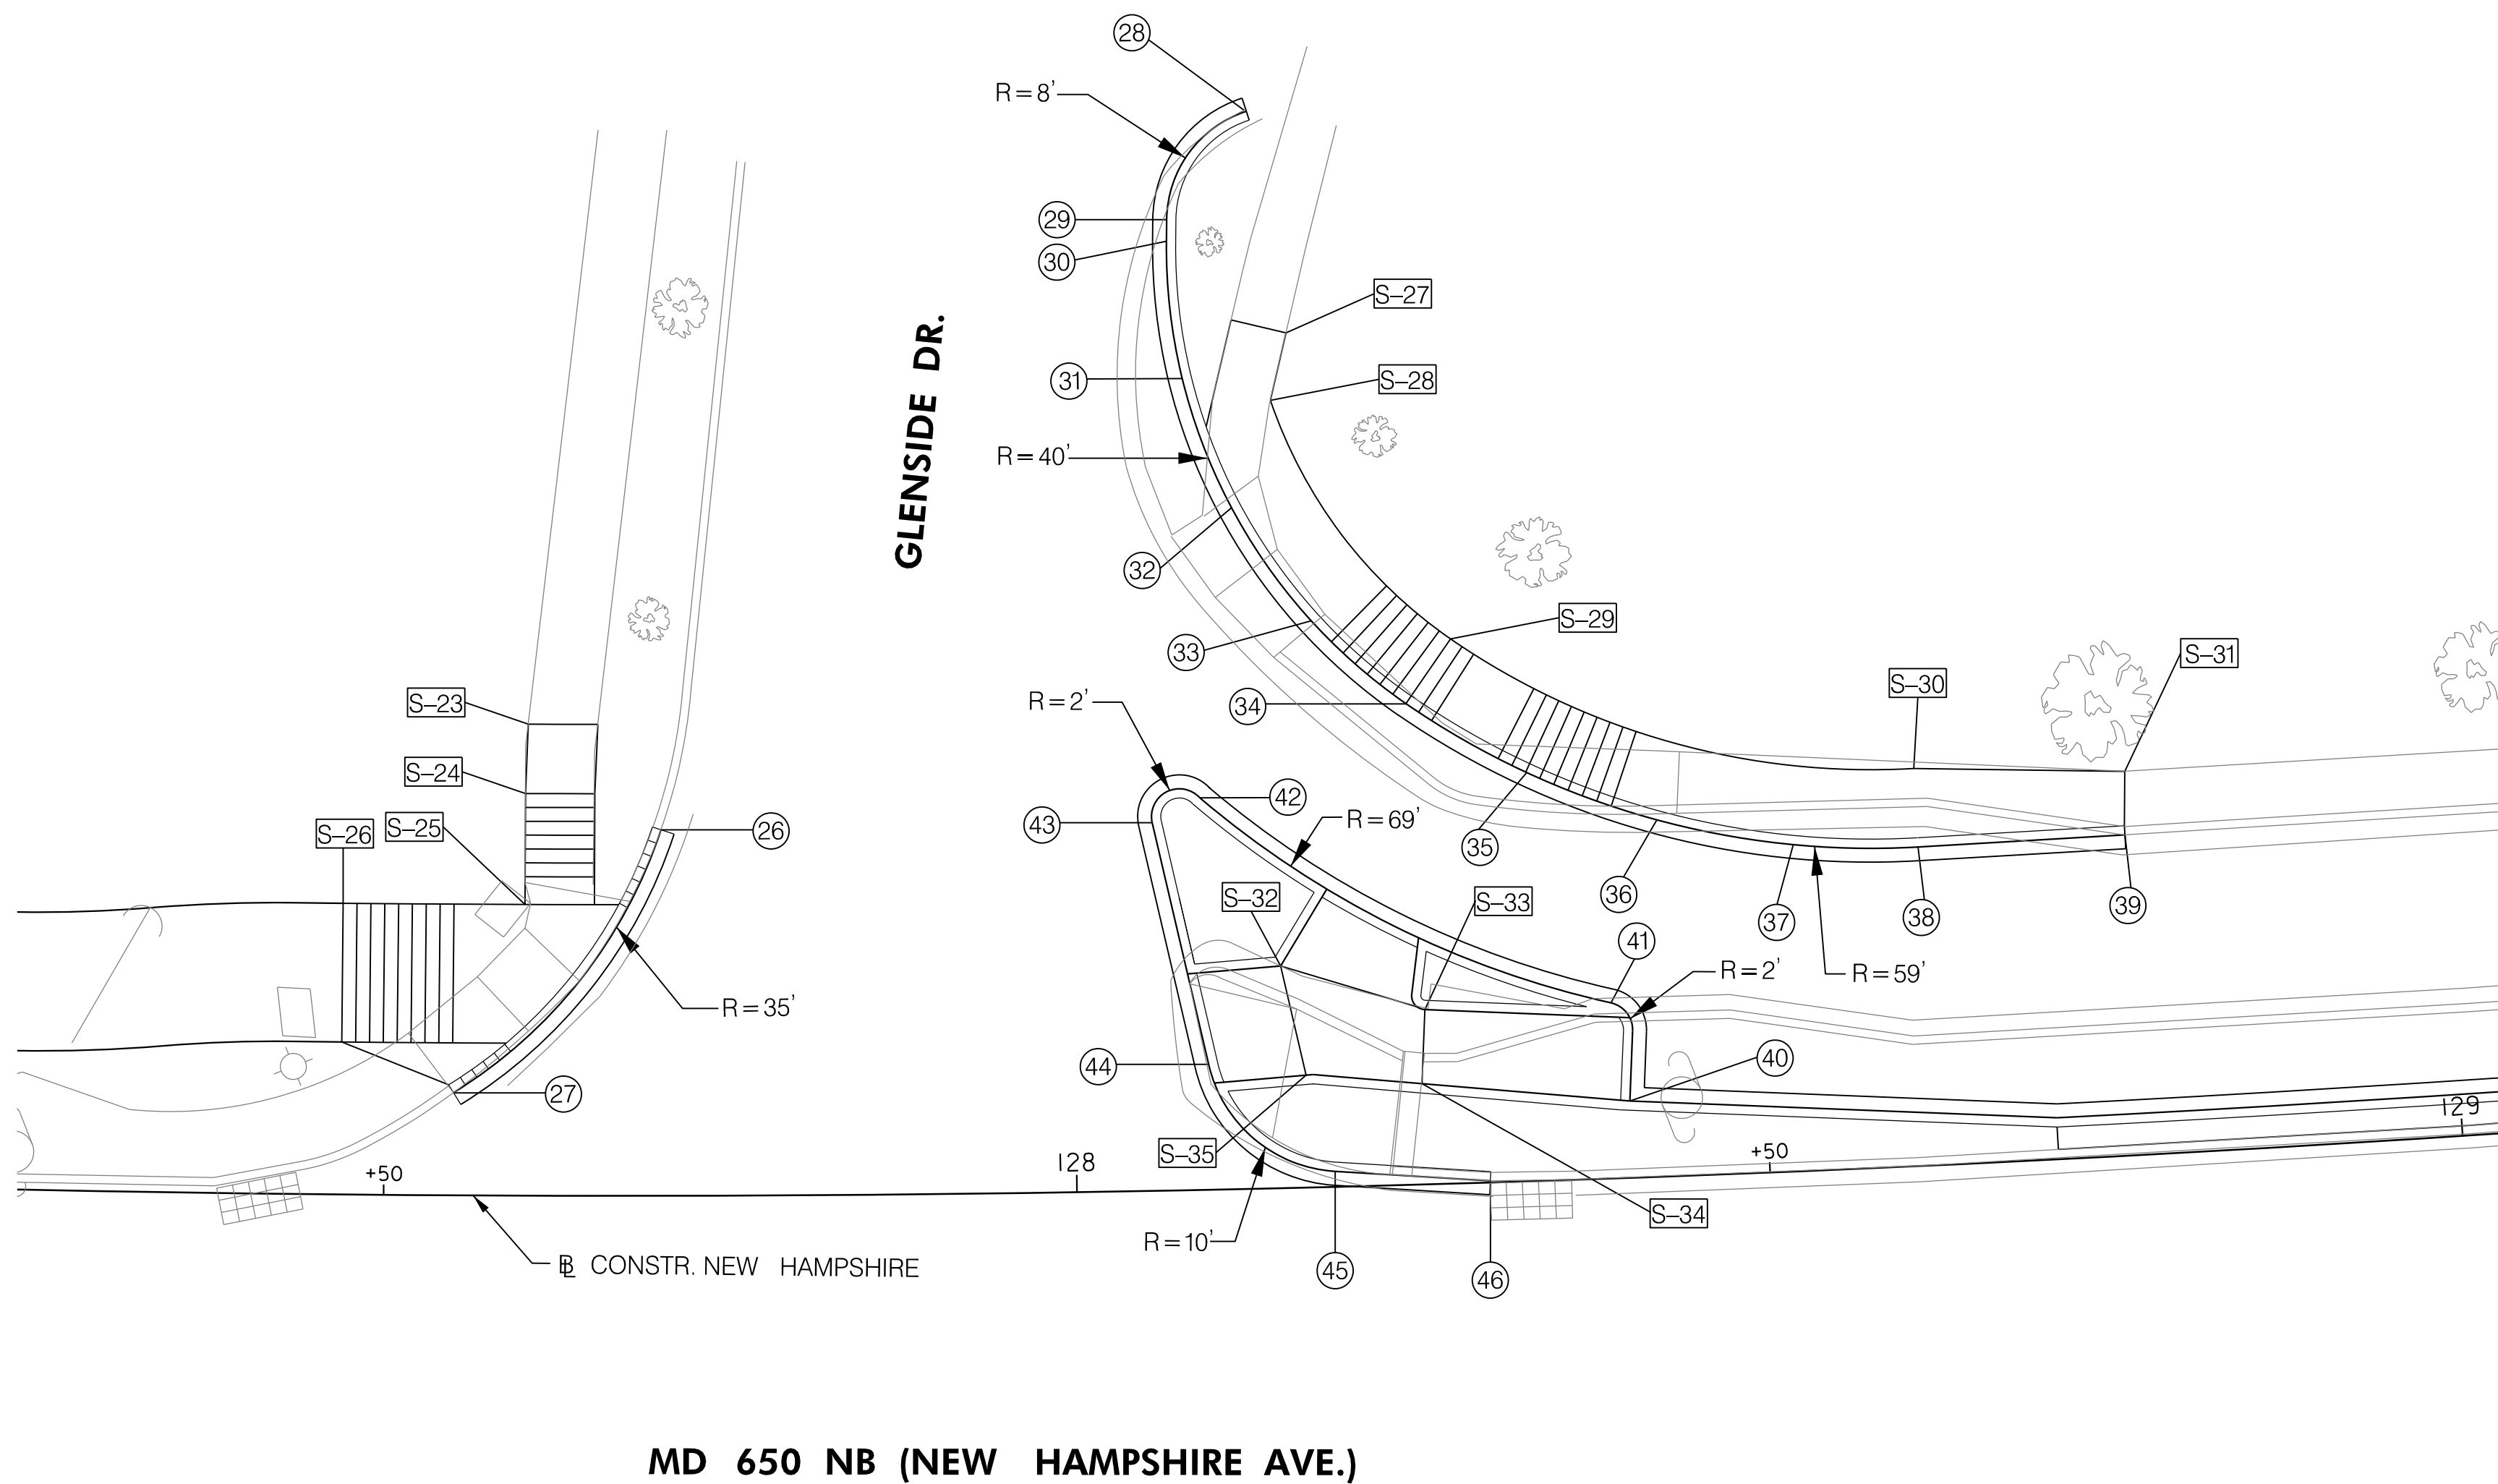 28
R=8'
29
30
S-27
31
S-28
GLENSIDE DR.
R=40'
32
S-29
33
S-31
S-30
S-23
R=2'
34
S-24
42
43
R=69'
S-26
S-25
26
35
36
S-32
S-33
39
38
37
41
R=2'
R=59'
R=35'
40
44
27
129
S-35
128
+50
+50
S-34
R=10'
45
46
BL CONSTR. NEW HAMPSHIRE
MD 650 NB (NEW HAMPSHIRE AVE.)